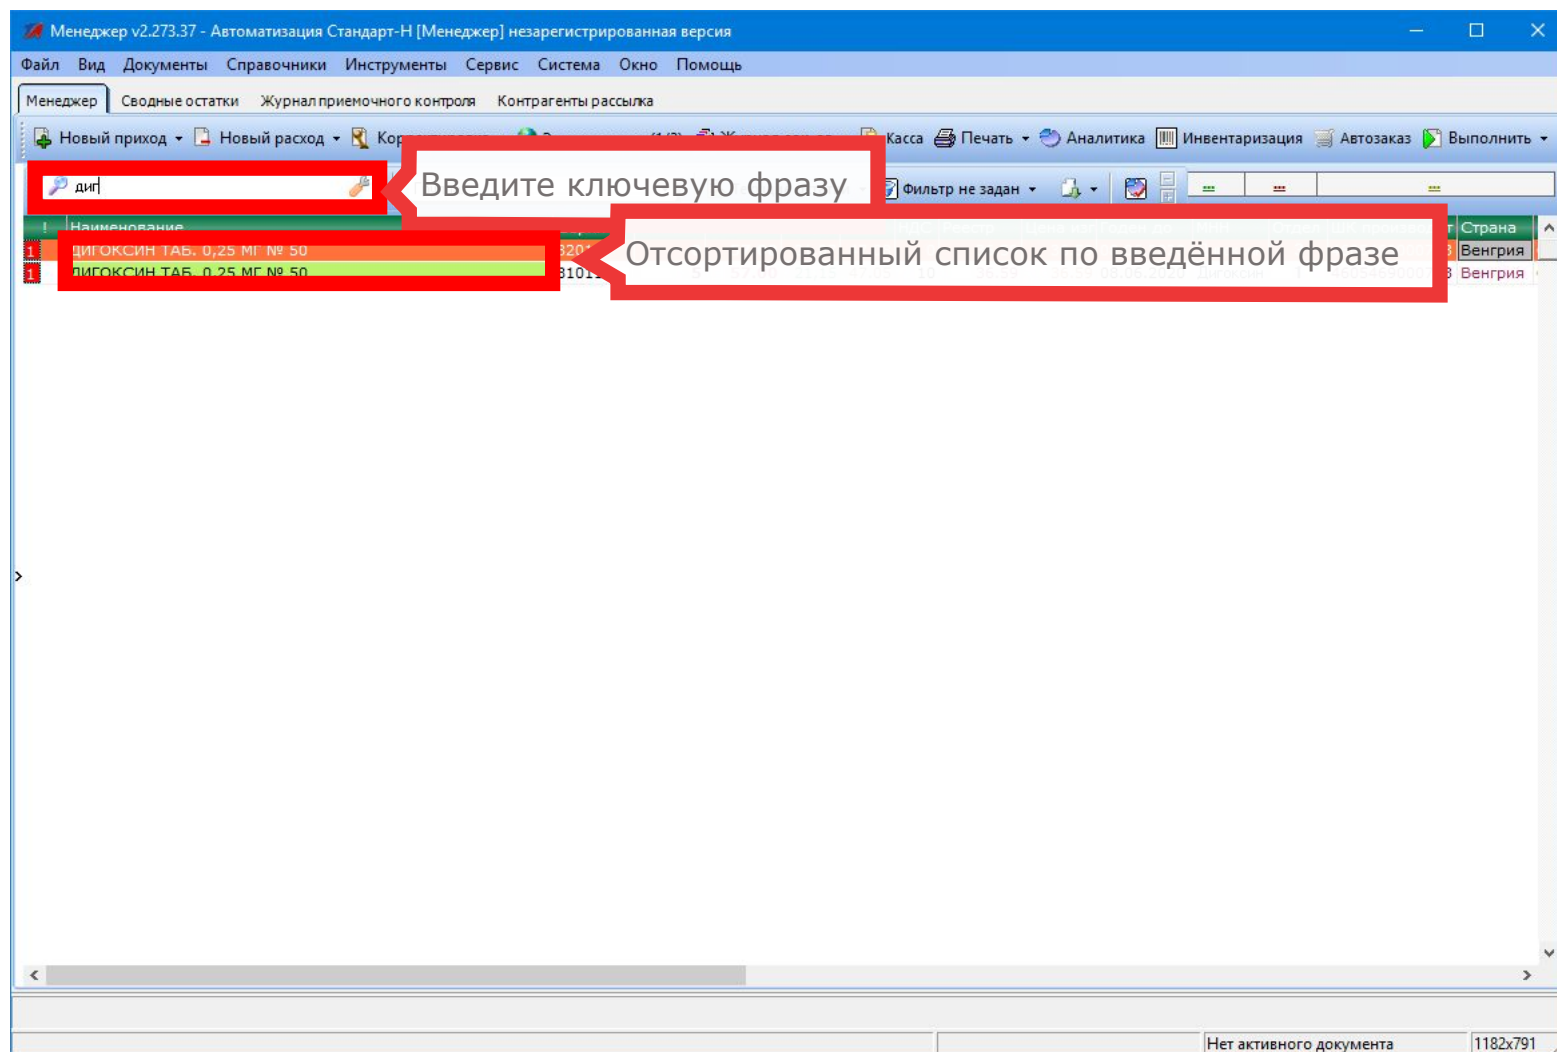 Менеджер v2.273.37 - Автоматизация Стандарт-Н [Менеджер] незарегистрированная версия
Файл Вид Документы Справочники Инструменты Сервис Система Окно Помощь
Менеджер Сводные остатки Журнал приемочного контроля Контрагенты рассылка
Новый приход Новый расход Касса Печать Аналитика Инвентаризация Автозаказ Выполнить
диг Введите ключевую фразу Фильтр не задан
! Наименование Страна
1 ДИГОКСИН ТАБ. 0,25 МГ № 50 Отсортированный список по введённой фразе Венгрия
1 ДИГОКСИН ТАБ. 0,25 МГ № 50 Венгрия
Нет активного документа 1182x791